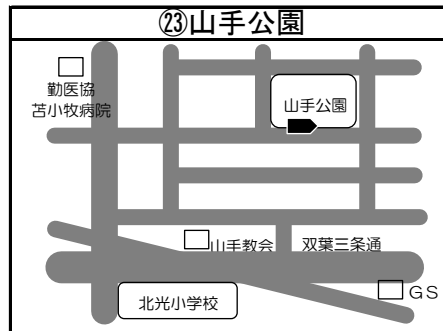 ㉓山手公園
勤医協
苫小牧病院
山手公園
山手教会
双葉三条通
GS
北光小学校